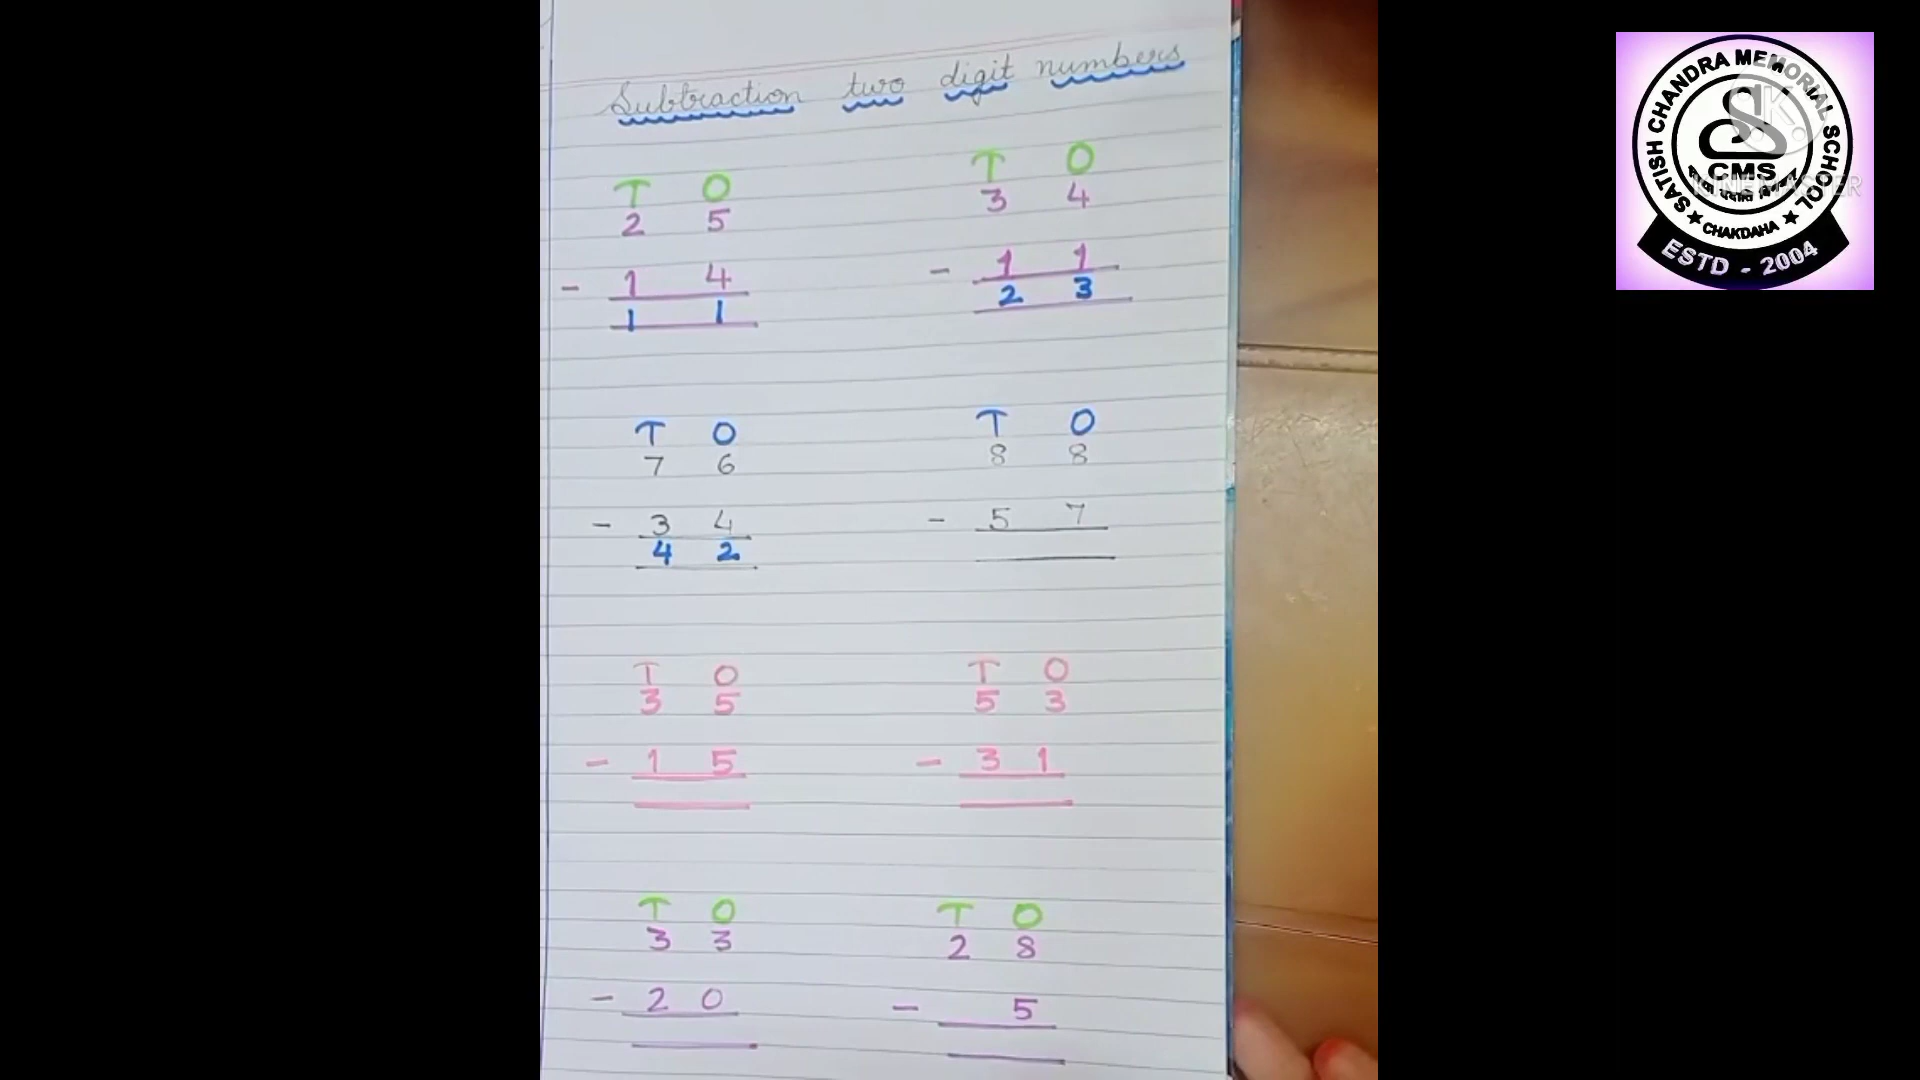 Subtraction two digit numbers
T O T O
2 5 3 4
- 1 4 - 1 1
1 1 2 3
T O T O
7 6 8 8
- 3 4 - 5 7
4 2
T O T O
3 5 5 3
- 1 5 - 3 1
T O T O
3 3 2 8
- 2 0 - 5
SATISH CHANDRA MEMORIAL SCHOOL
S
CMS
CHAKDAHA
ESTD - 2004
KINEMASTER